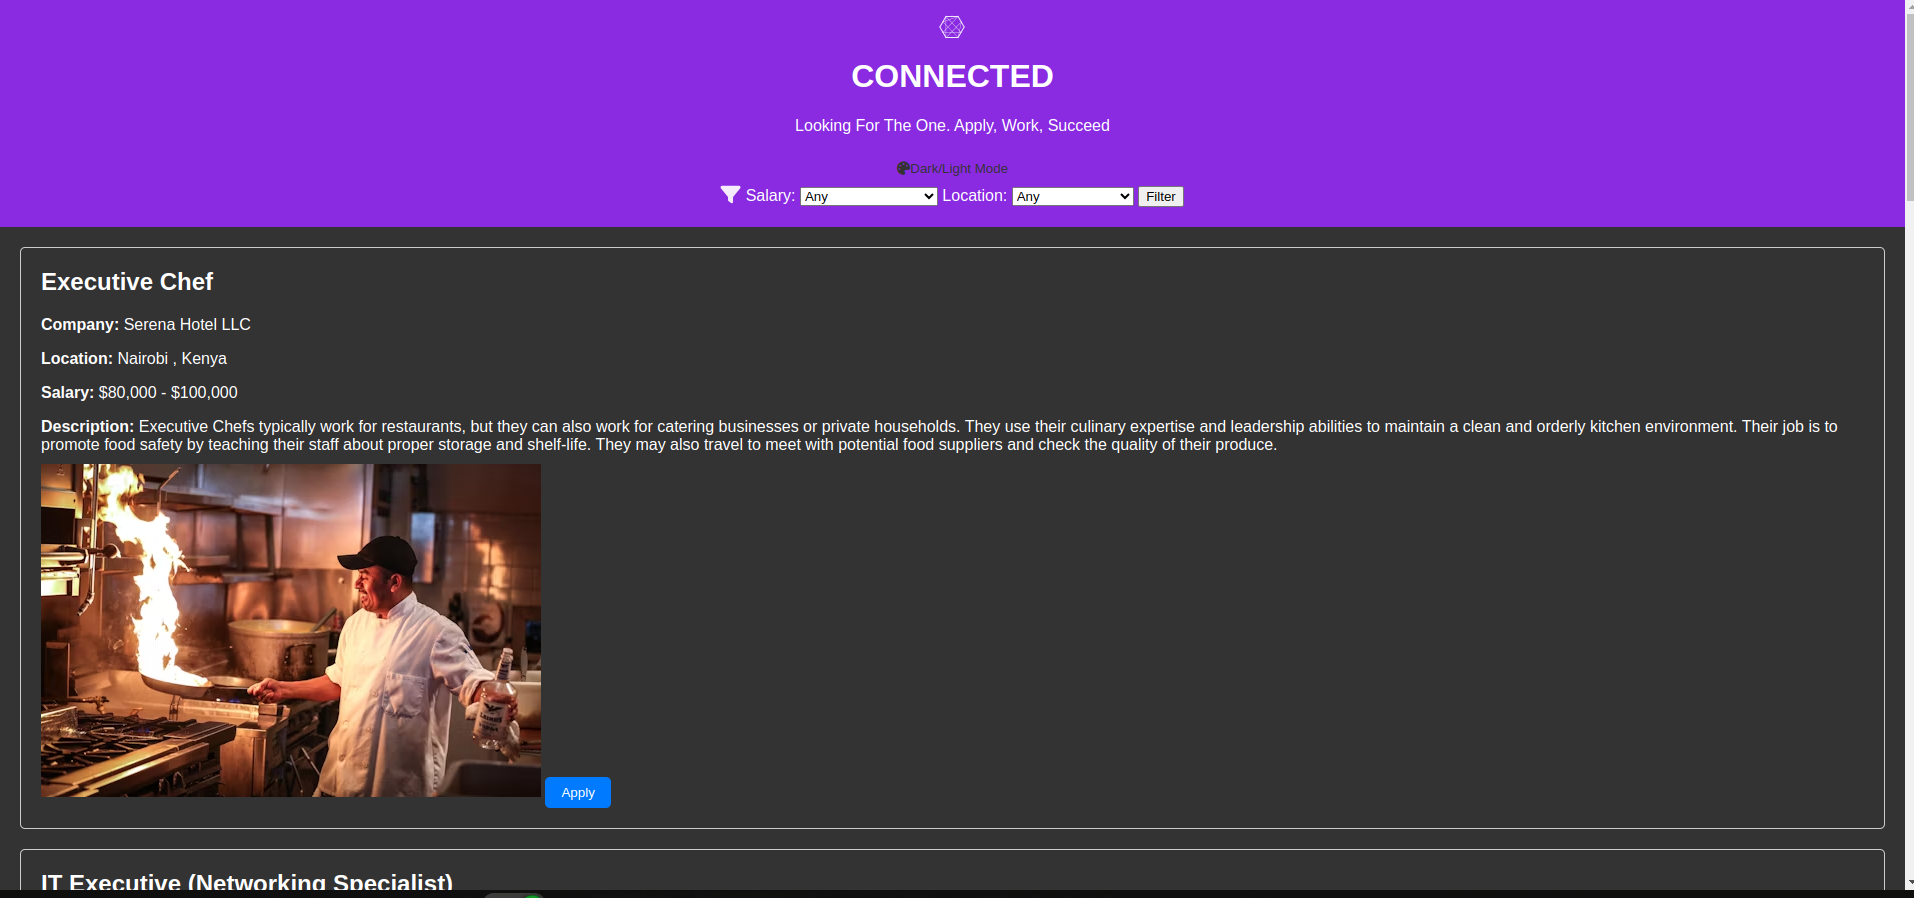 CONNECTED
Looking For The One. Apply, Work, Succeed
Dark/Light Mode
Salary: Any Location: Any Filter
Executive Chef
Company: Serena Hotel LLC
Location: Nairobi , Kenya
Salary: $80,000 - $100,000
Description: Executive Chefs typically work for restaurants, but they can also work for catering businesses or private households. They use their culinary expertise and leadership abilities to maintain a clean and orderly kitchen environment. Their job is to
promote food safety by teaching their staff about proper storage and shelf-life. They may also travel to meet with potential food suppliers and check the quality of their produce.
Apply
IT Executive (Networking Specialist)